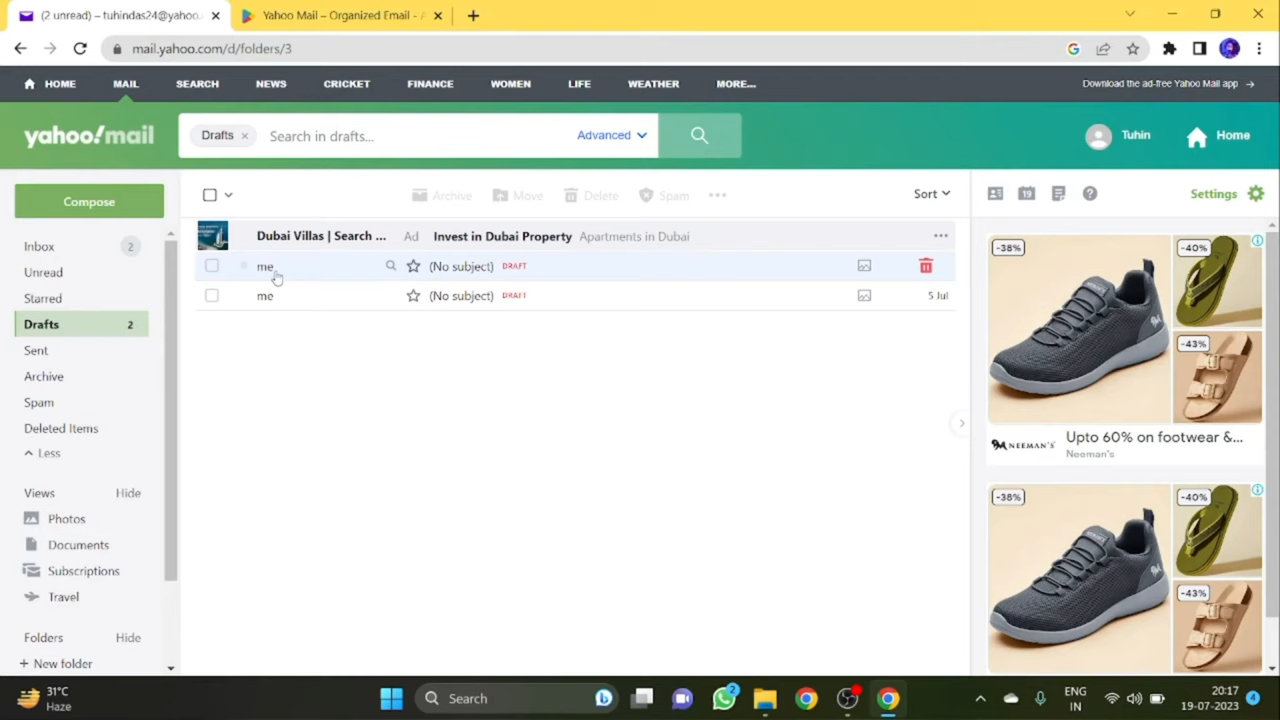 (2 unread) – tuhindas24@yahoo.
Yahoo Mail – Organized Email - A
mail.yahoo.com/d/folders/3
HOME MAIL SEARCH NEWS CRICKET FINANCE WOMEN LIFE WEATHER MORE... Download the ad-free Yahoo Mail app →
yahoo!mail
Drafts × Search in drafts... Advanced
Tuhin Home
Compose
Archive Move Delete Spam ••• Sort
19 ? Settings
Inbox 2
Unread
Starred
Drafts 2
Sent
Archive
Spam
Deleted Items
Less
Views Hide
Photos
Documents
Subscriptions
Travel
Folders Hide
+ New folder
Dubai Villas | Search ... Ad Invest in Dubai Property Apartments in Dubai
me (No subject) DRAFT
me (No subject) DRAFT 5 Jul
-38%
-40%
-43%
NEEMAN'S
Upto 60% on footwear &...
Neeman's
-38%
-40%
-43%
31°C
Haze
Search
2
ENG
IN
20:17
19-07-2023
4